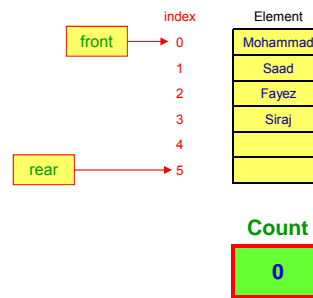 index Element
front 0 Mohammad
1 Saad
2 Fayez
3 Siraj
4
rear 5
Count
0